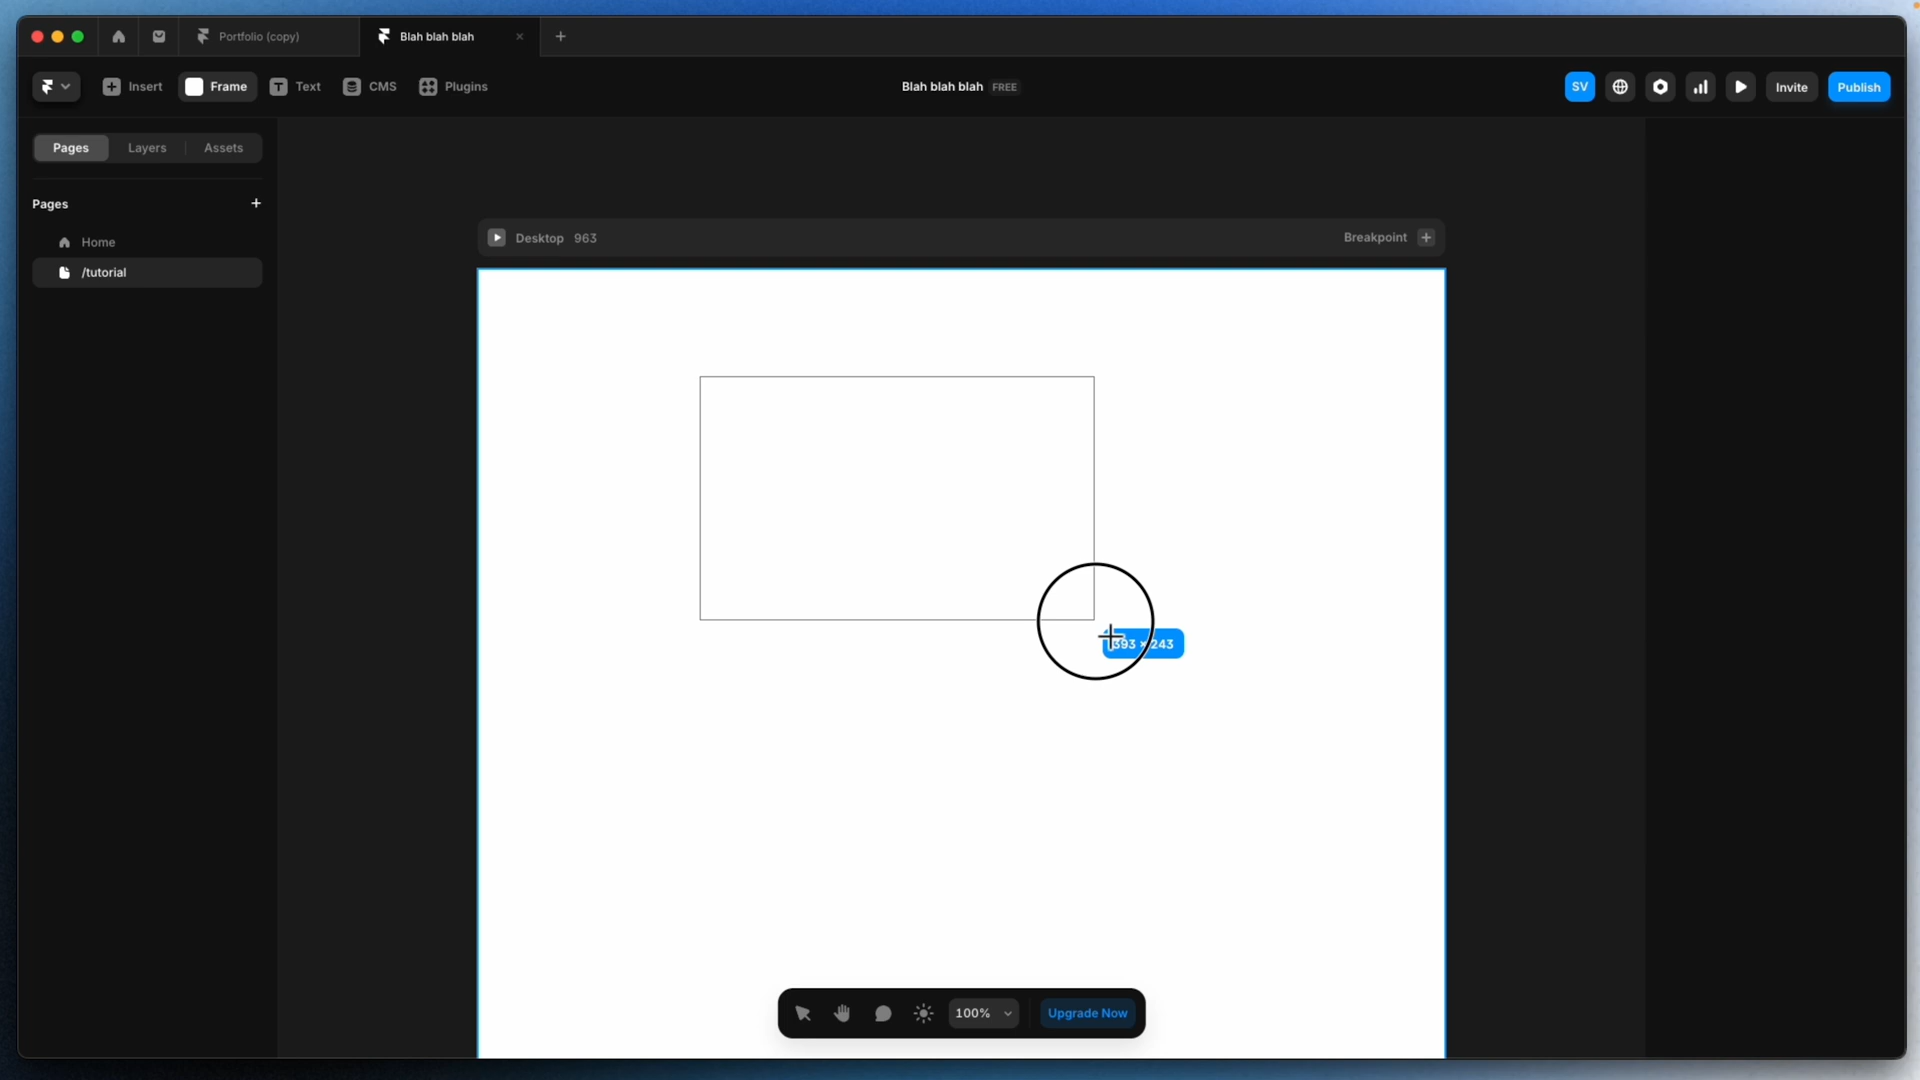 Portfolio (copy)
Blah blah blah
Insert
Frame
Text
CMS
Plugins
Blah blah blah FREE
SV
Invite
Publish
Pages
Layers
Assets
Pages
Home
/tutorial
Desktop 963
Breakpoint
393 × 243
100%
Upgrade Now